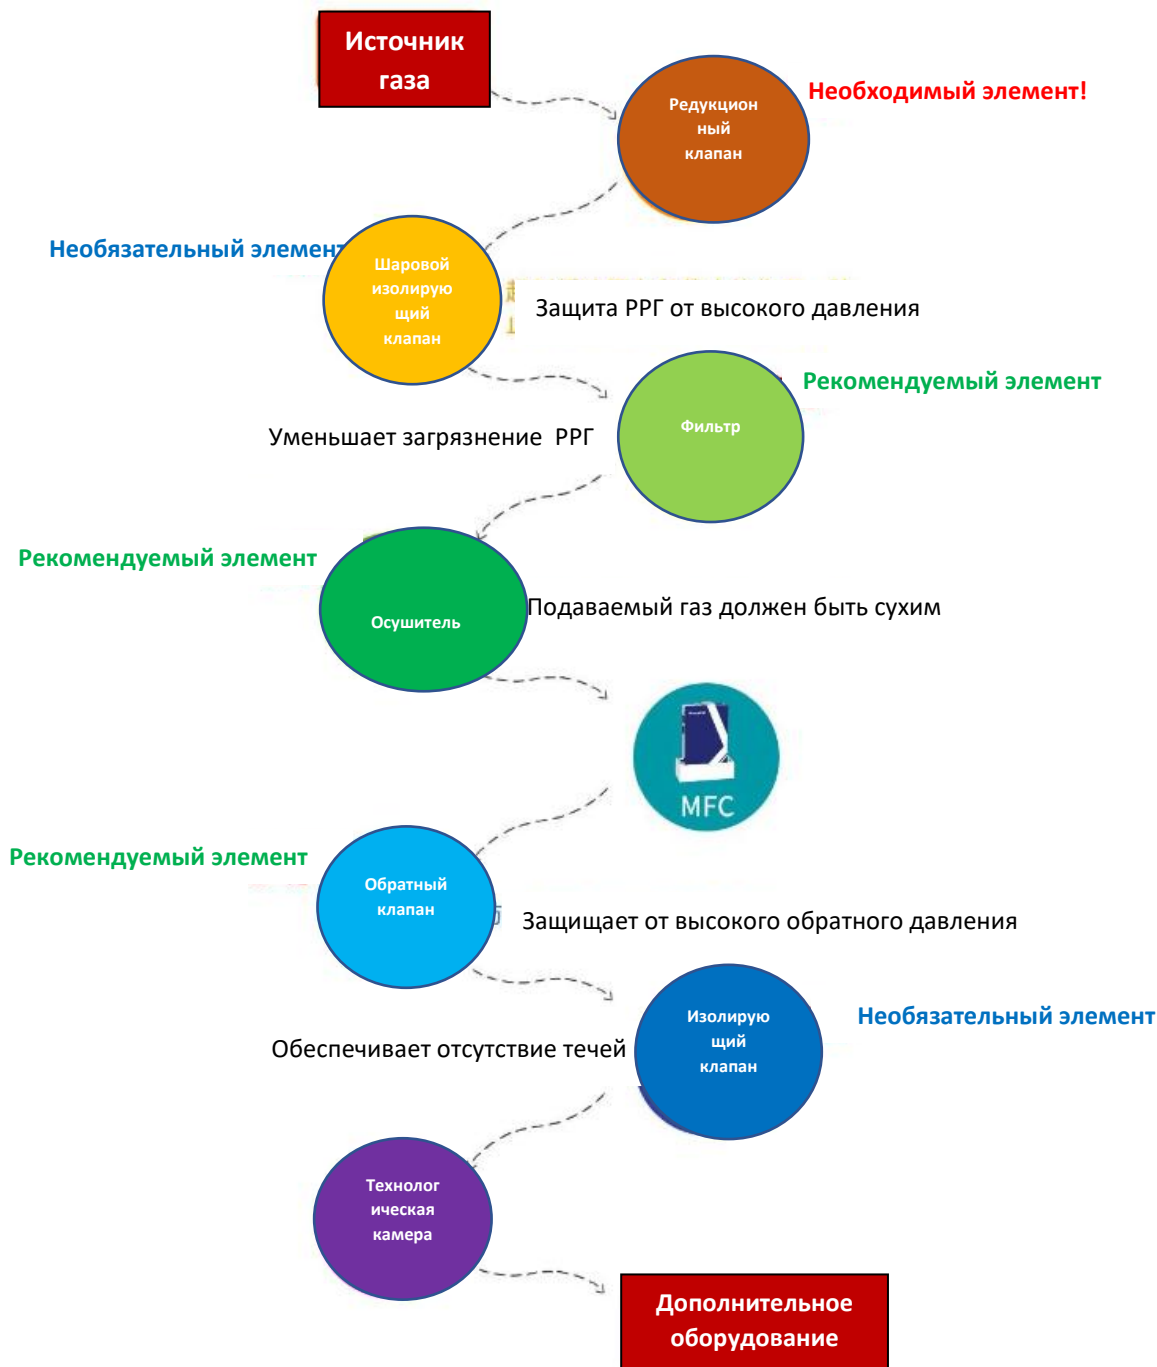 Источник
газа
Редукцион
ный
клапан
Необходимый элемент!
Необязательный элемент
Шаровой
изолирую
щий
клапан
Защита РРГ от высокого давления
Рекомендуемый элемент
Фильтр
Уменьшает загрязнение РРГ
Рекомендуемый элемент
Осушитель
Подаваемый газ должен быть сухим
MFC
Рекомендуемый элемент
Обратный
клапан
Защищает от высокого обратного давления
Изолирую
щий
клапан
Необязательный элемент
Обеспечивает отсутствие течей
Технолог
ическая
камера
Дополнительное
оборудование